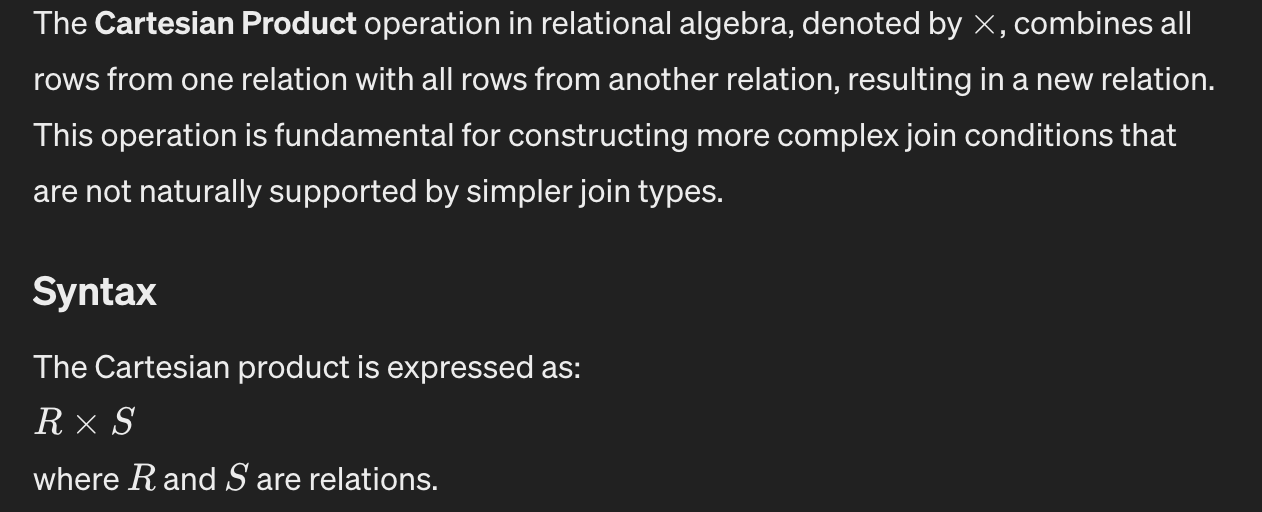 The Cartesian Product operation in relational algebra, denoted by ×, combines all
rows from one relation with all rows from another relation, resulting in a new relation.
This operation is fundamental for constructing more complex join conditions that
are not naturally supported by simpler join types.
Syntax
The Cartesian product is expressed as:
R × S
where R and S are relations.